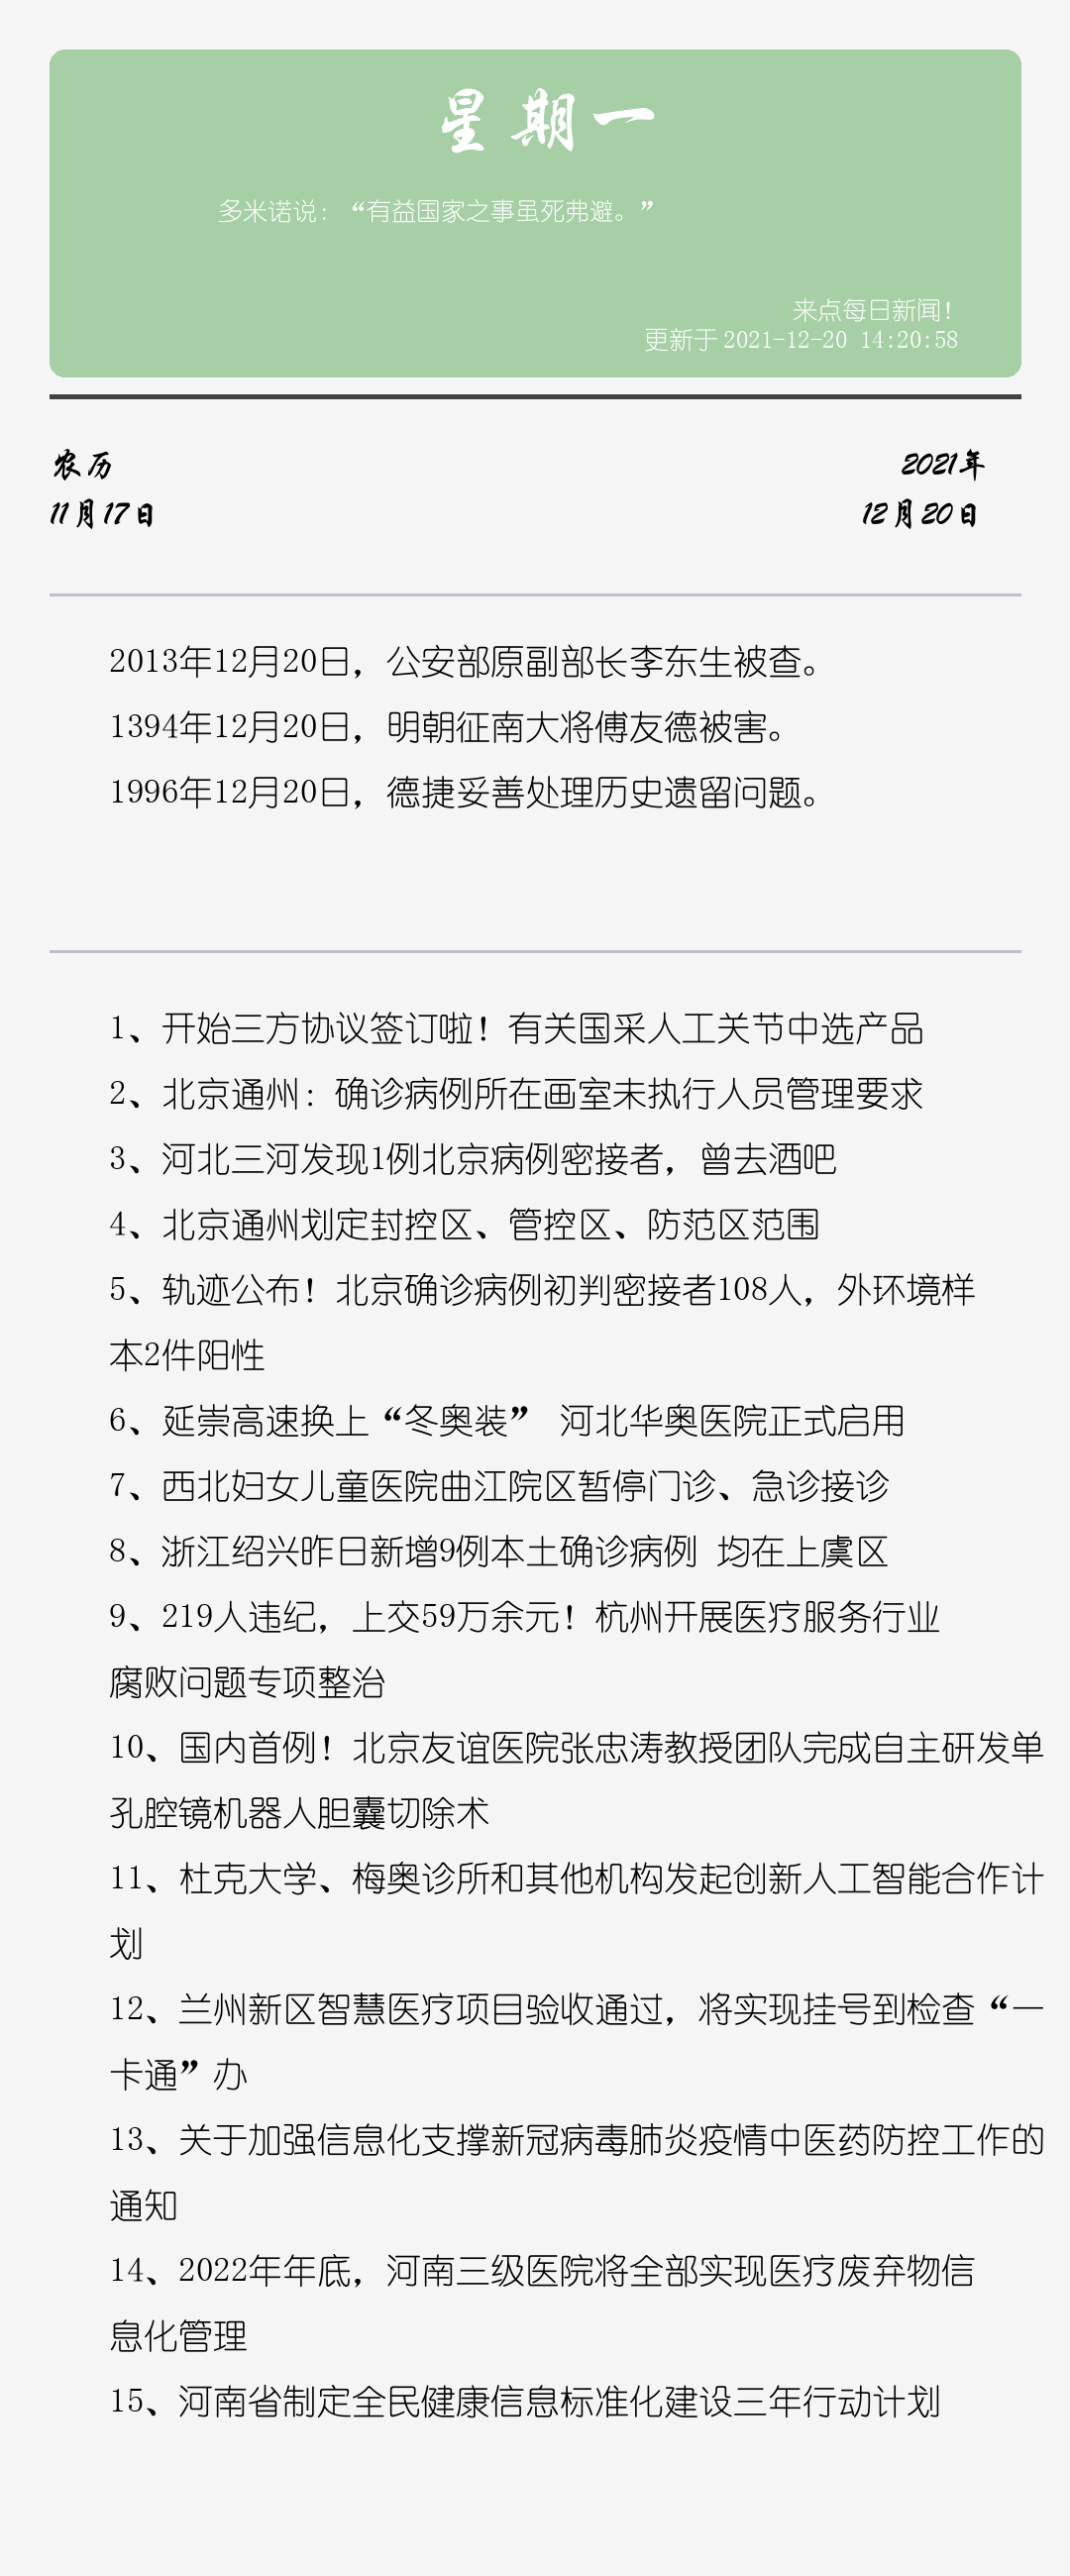 星期一
多米诺说：“有益国家之事虽死弗避。”
来点每日新闻！
更新于 2021-12-20 14:20:58
农历
2021年
11月17日
12月20日
2013年12月20日，公安部原副部长李东生被查。
1394年12月20日，明朝征南大将傅友德被害。
1996年12月20日，德捷妥善处理历史遗留问题。
1、开始三方协议签订啦！有关国采人工关节中选产品
2、北京通州：确诊病例所在画室未执行人员管理要求
3、河北三河发现1例北京病例密接者，曾去酒吧
4、北京通州划定封控区、管控区、防范区范围
5、轨迹公布！北京确诊病例初判密接者108人，外环境样
本2件阳性
6、延崇高速换上“冬奥装” 河北华奥医院正式启用
7、西北妇女儿童医院曲江院区暂停门诊、急诊接诊
8、浙江绍兴昨日新增9例本土确诊病例 均在上虞区
9、219人违纪，上交59万余元！杭州开展医疗服务行业
腐败问题专项整治
10、国内首例！北京友谊医院张忠涛教授团队完成自主研发单
孔腔镜机器人胆囊切除术
11、杜克大学、梅奥诊所和其他机构发起创新人工智能合作计
划
12、兰州新区智慧医疗项目验收通过，将实现挂号到检查“一
卡通”办
13、关于加强信息化支撑新冠病毒肺炎疫情中医药防控工作的
通知
14、2022年年底，河南三级医院将全部实现医疗废弃物信
息化管理
15、河南省制定全民健康信息标准化建设三年行动计划